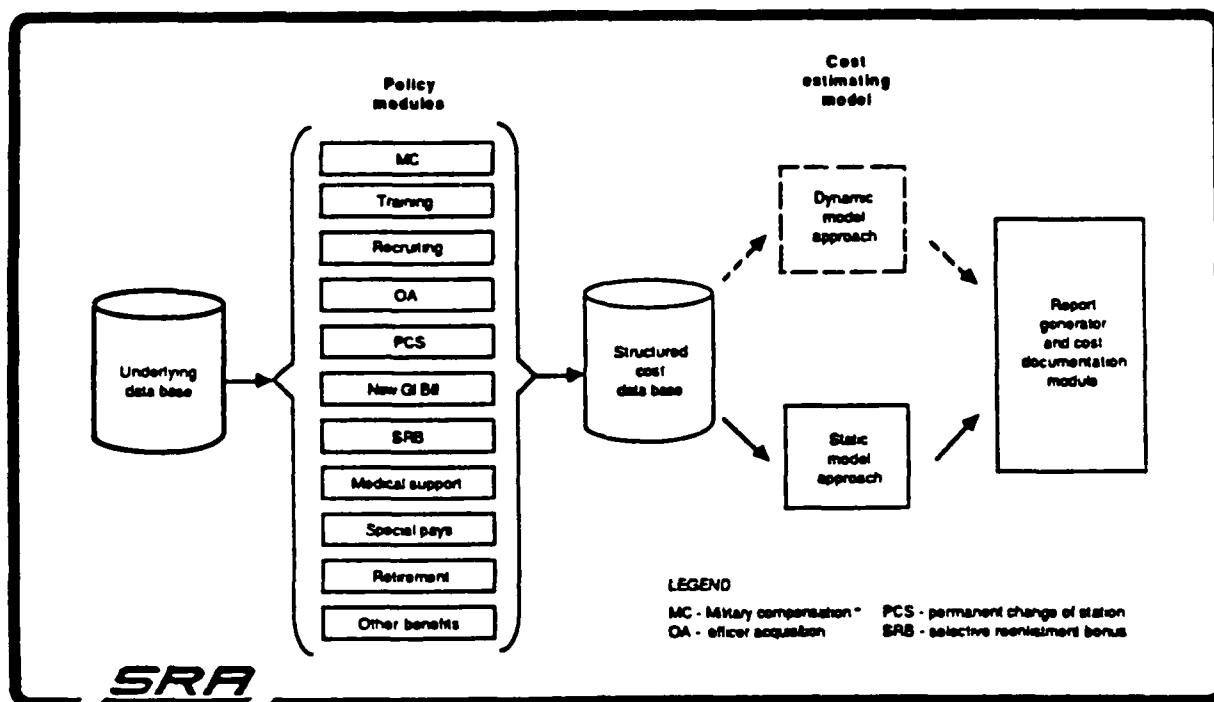 Policy
modules
Cost
estimating
model
MC
Training
Recruiting
OA
PCS
New GI Bill
SRB
Medical support
Special pays
Retirement
Other benefits
Underlying
data base
Structured
cost
data base
Dynamic
model
approach
Static
model
approach
Report
generator
and cost
documentation
module
LEGEND
MC - Military compensation*
PCS - permanent change of station
OA - officer acquisition
SRB - selective reenlistment bonus
SRA